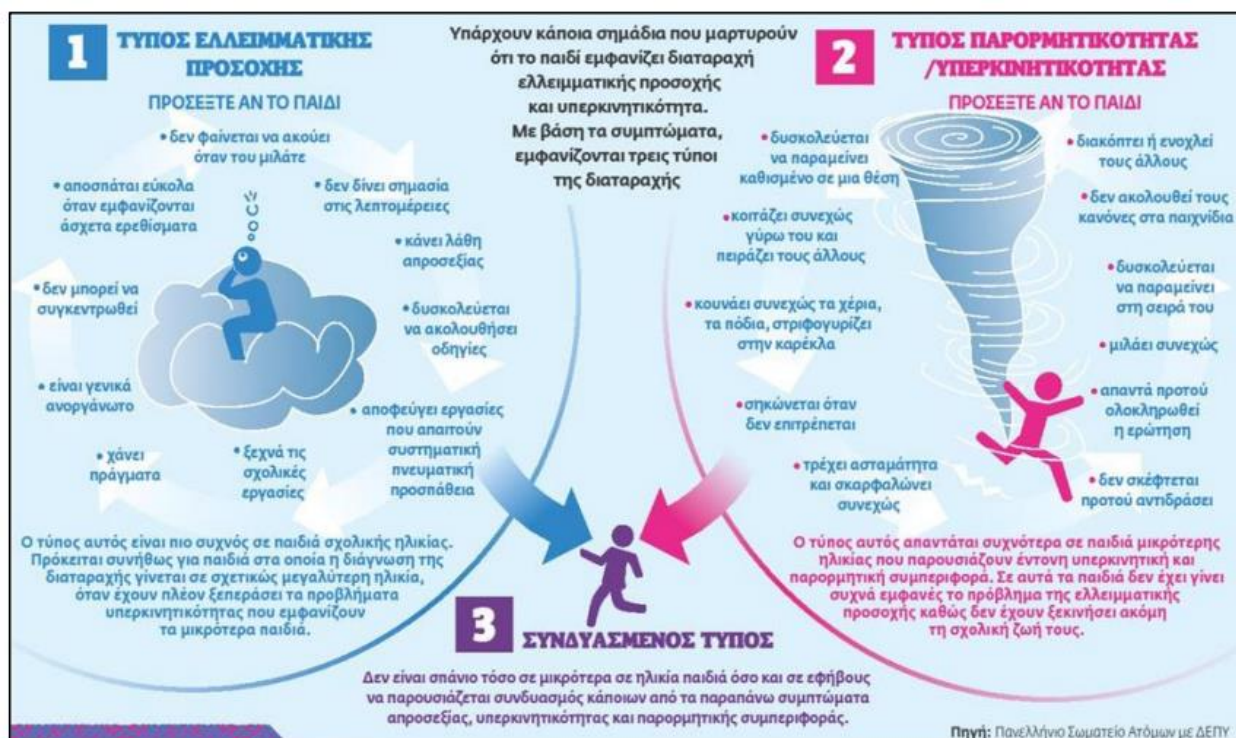 1
ΤΥΠΟΣ ΕΛΛΕΙΜΜΑΤΙΚΗΣ
ΠΡΟΣΟΧΗΣ
ΠΡΟΣΕΞΤΕ ΑΝ ΤΟ ΠΑΙΔΙ
• δεν φαίνεται να ακούει
όταν του μιλάτε
• αποσπάται εύκολα
όταν εμφανίζονται
άσχετα ερεθίσματα
• δεν δίνει σημασία
στις λεπτομέρειες
• κάνει λάθη
απροσεξίας
• δεν μπορεί να
συγκεντρωθεί
• δυσκολεύεται
να ακολουθήσει
οδηγίες
• είναι γενικά
ανοργάνωτο
• αποφεύγει εργασίες
που απαιτούν
συστηματική
πνευματική
προσπάθεια
• χάνει
πράγματα
• ξεχνά τις
σχολικές
εργασίες
Ο τύπος αυτός είναι πιο συχνός σε παιδιά σχολικής ηλικίας.
Πρόκειται συνήθως για παιδιά στα οποία η διάγνωση της
διαταραχής γίνεται σε σχετικώς μεγαλύτερη ηλικία,
όταν έχουν πλέον ξεπεράσει τα προβλήματα
υπερκινητικότητας που εμφανίζουν
τα μικρότερα παιδιά.
Υπάρχουν κάποια σημάδια που μαρτυρούν
ότι το παιδί εμφανίζει διαταραχή
ελλειμματικής προσοχής
και υπερκινητικότητα.
Με βάση τα συμπτώματα,
εμφανίζονται τρεις τύποι
της διαταραχής
2
ΤΥΠΟΣ ΠΑΡΟΡΜΗΤΙΚΟΤΗΤΑΣ
/ΥΠΕΡΚΙΝΗΤΙΚΟΤΗΤΑΣ
ΠΡΟΣΕΞΤΕ ΑΝ ΤΟ ΠΑΙΔΙ
• δυσκολεύεται
να παραμείνει
καθισμένο σε μια θέση
• κοιτάζει συνεχώς
γύρω του και
πειράζει τους άλλους
• κουνάει συνεχώς τα χέρια,
τα πόδια, στριφογυρίζει
στην καρέκλα
• σηκώνεται όταν
δεν επιτρέπεται
• τρέχει ασταμάτητα
και σκαρφαλώνει
συνεχώς
• διακόπτει ή ενοχλεί
τους άλλους
• δεν ακολουθεί τους
κανόνες στα παιχνίδια
• δυσκολεύεται
να παραμείνει
στη σειρά του
• μιλάει συνεχώς
• απαντά προτού
ολοκληρωθεί
η ερώτηση
• δεν σκέφτεται
προτού αντιδράσει
Ο τύπος αυτός απαντάται συχνότερα σε παιδιά μικρότερης
ηλικίας που παρουσιάζουν έντονη υπερκινητική και
παρορμητική συμπεριφορά. Σε αυτά τα παιδιά δεν έχει γίνει
συχνά εμφανές το πρόβλημα της ελλειμματικής
προσοχής καθώς δεν έχουν ξεκινήσει ακόμη
τη σχολική ζωή τους.
3
ΣΥΝΔΥΑΣΜΕΝΟΣ ΤΥΠΟΣ
Δεν είναι σπάνιο τόσο σε μικρότερα σε ηλικία παιδιά όσο και σε εφήβους
να παρουσιάζεται συνδυασμός κάποιων από τα παραπάνω συμπτώματα
απροσεξίας, υπερκινητικότητας και παρορμητικής συμπεριφοράς.
Πηγή: Πανελλήνιο Σωματείο Ατόμων με ΔΕΠΥ